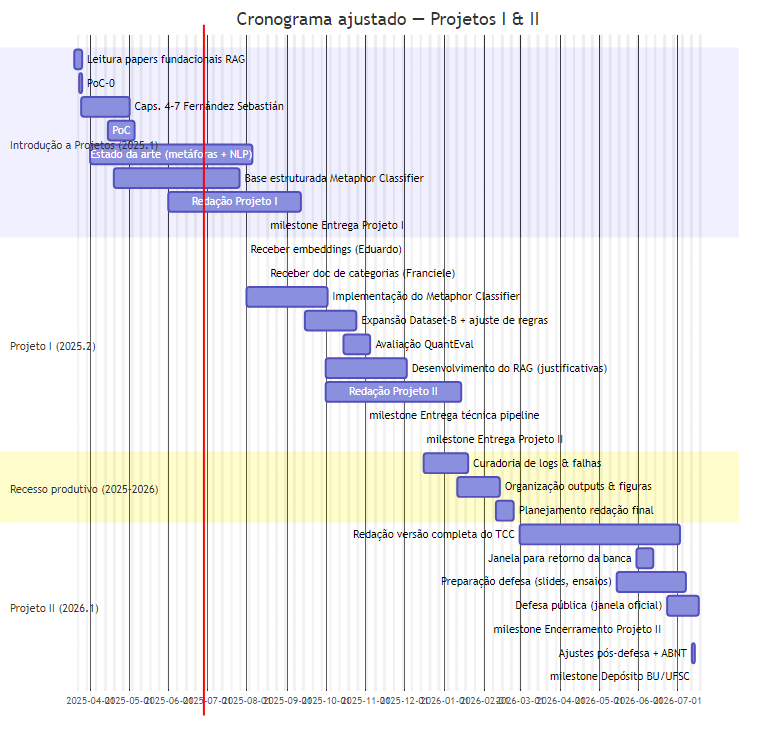 Cronograma ajustado — Projetos I & II
Leitura papers fundacionais RAG
PoC-0
Caps. 4-7 Fernández Sebastián
PoC
Introdução a Projetos (2025.1)
Estado da arte (metáforas + NLP)
Base estruturada Metaphor Classifier
Redação Projeto I
milestone Entrega Projeto I
Receber embeddings (Eduardo)
Receber doc de categorias (Franciele)
Implementação do Metaphor Classifier
Expansão Dataset-B + ajuste de regras
Projeto I (2025.2)
Avaliação QuantEval
Desenvolvimento do RAG (justificativas)
Redação Projeto II
milestone Entrega técnica pipeline
milestone Entrega Projeto II
Curadoria de logs & falhas
Recesso produtivo (2025-2026)
Organização outputs & figuras
Planejamento redação final
Redação versão completa do TCC
Janela para retorno da banca
Preparação defesa (slides, ensaios)
Projeto II (2026.1)
Defesa pública (janela oficial)
milestone Encerramento Projeto II
Ajustes pós-defesa + ABNT
milestone Depósito BU/UFSC
2025-04-01 2025-05-01 2025-06-01 2025-07-01 2025-08-01 2025-09-01 2025-10-01 2025-11-01 2025-12-01 2026-01-01 2026-02-01 2026-03-01 2026-04-01 2026-05-01 2026-06-01 2026-07-01